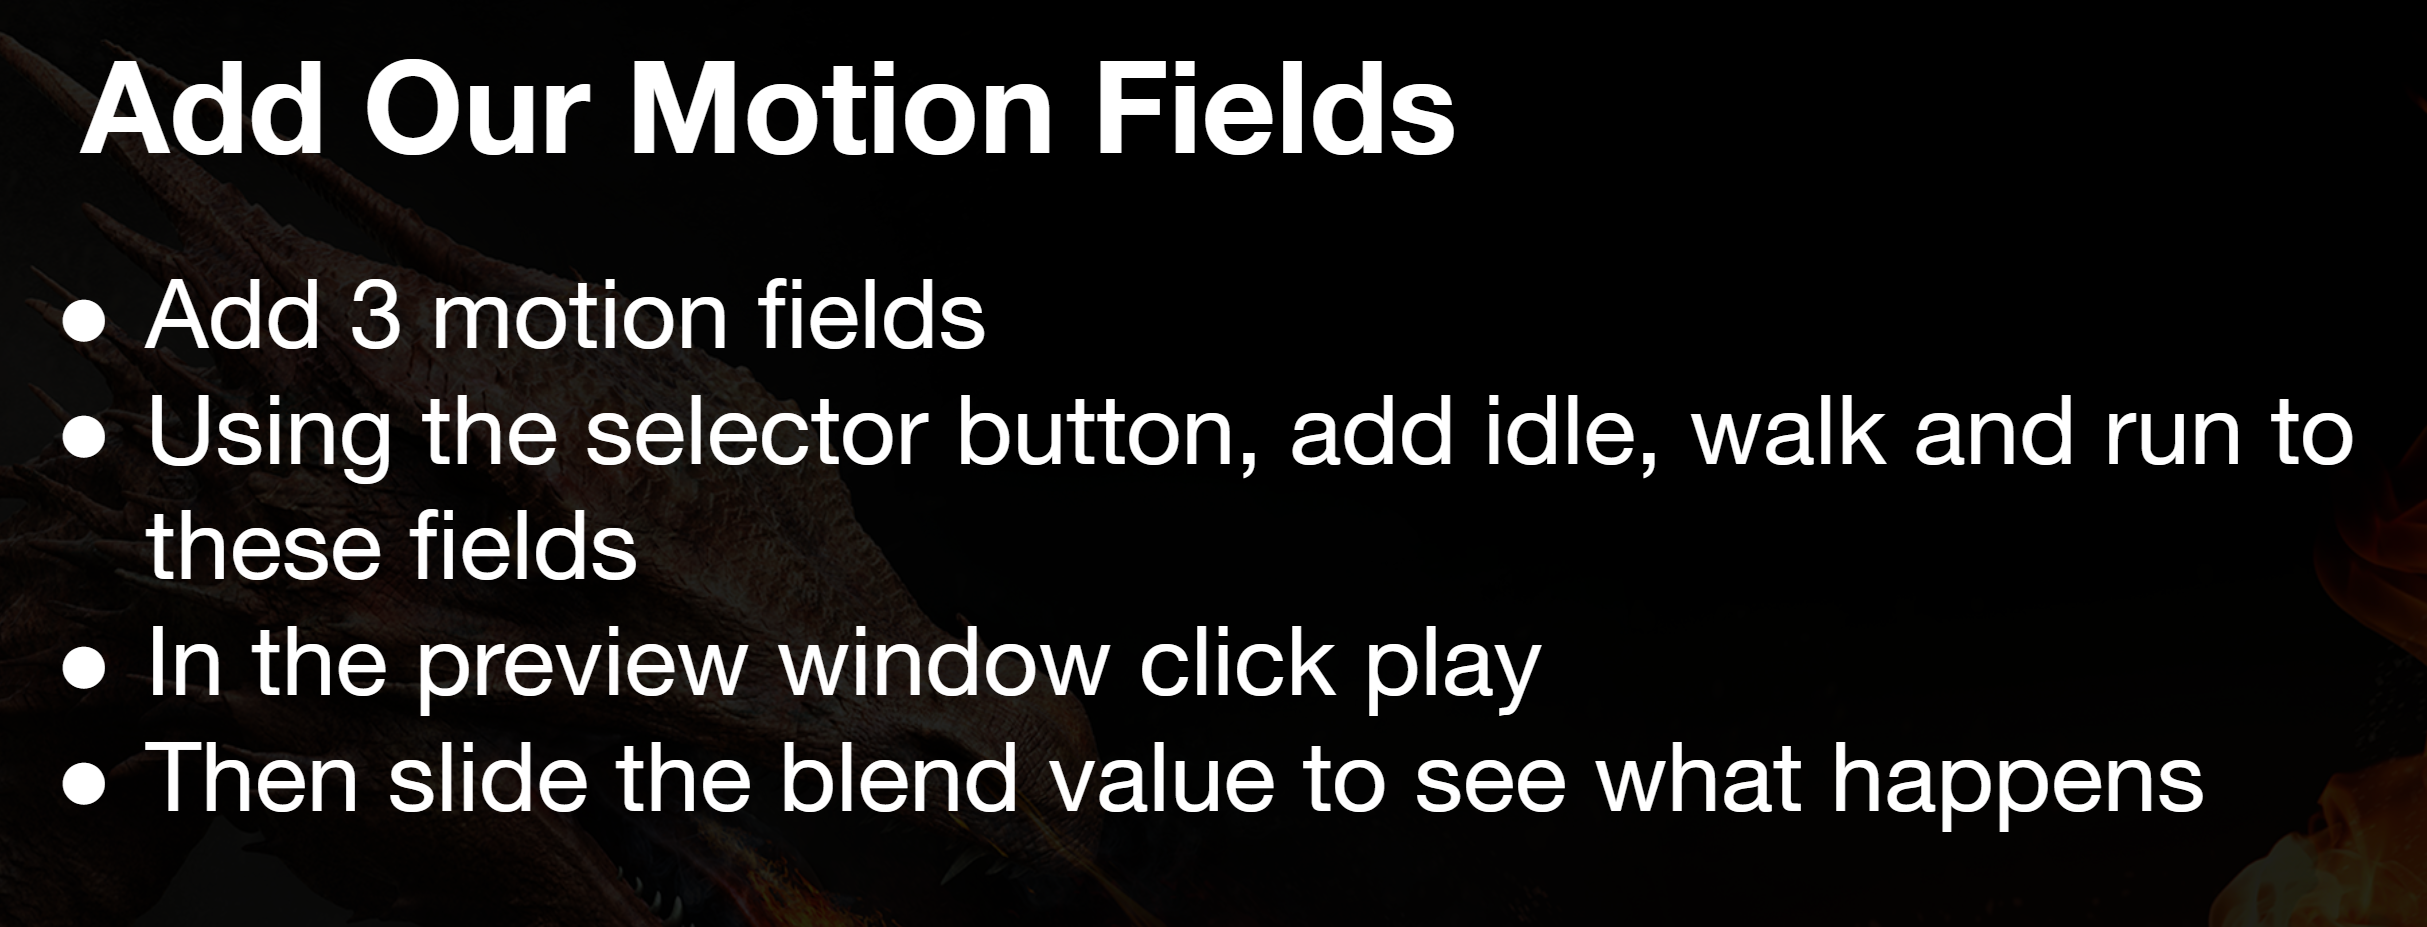 Add Our Motion Fields
● Add 3 motion fields
● Using the selector button, add idle, walk and run to
these fields
● In the preview window click play
● Then slide the blend value to see what happens